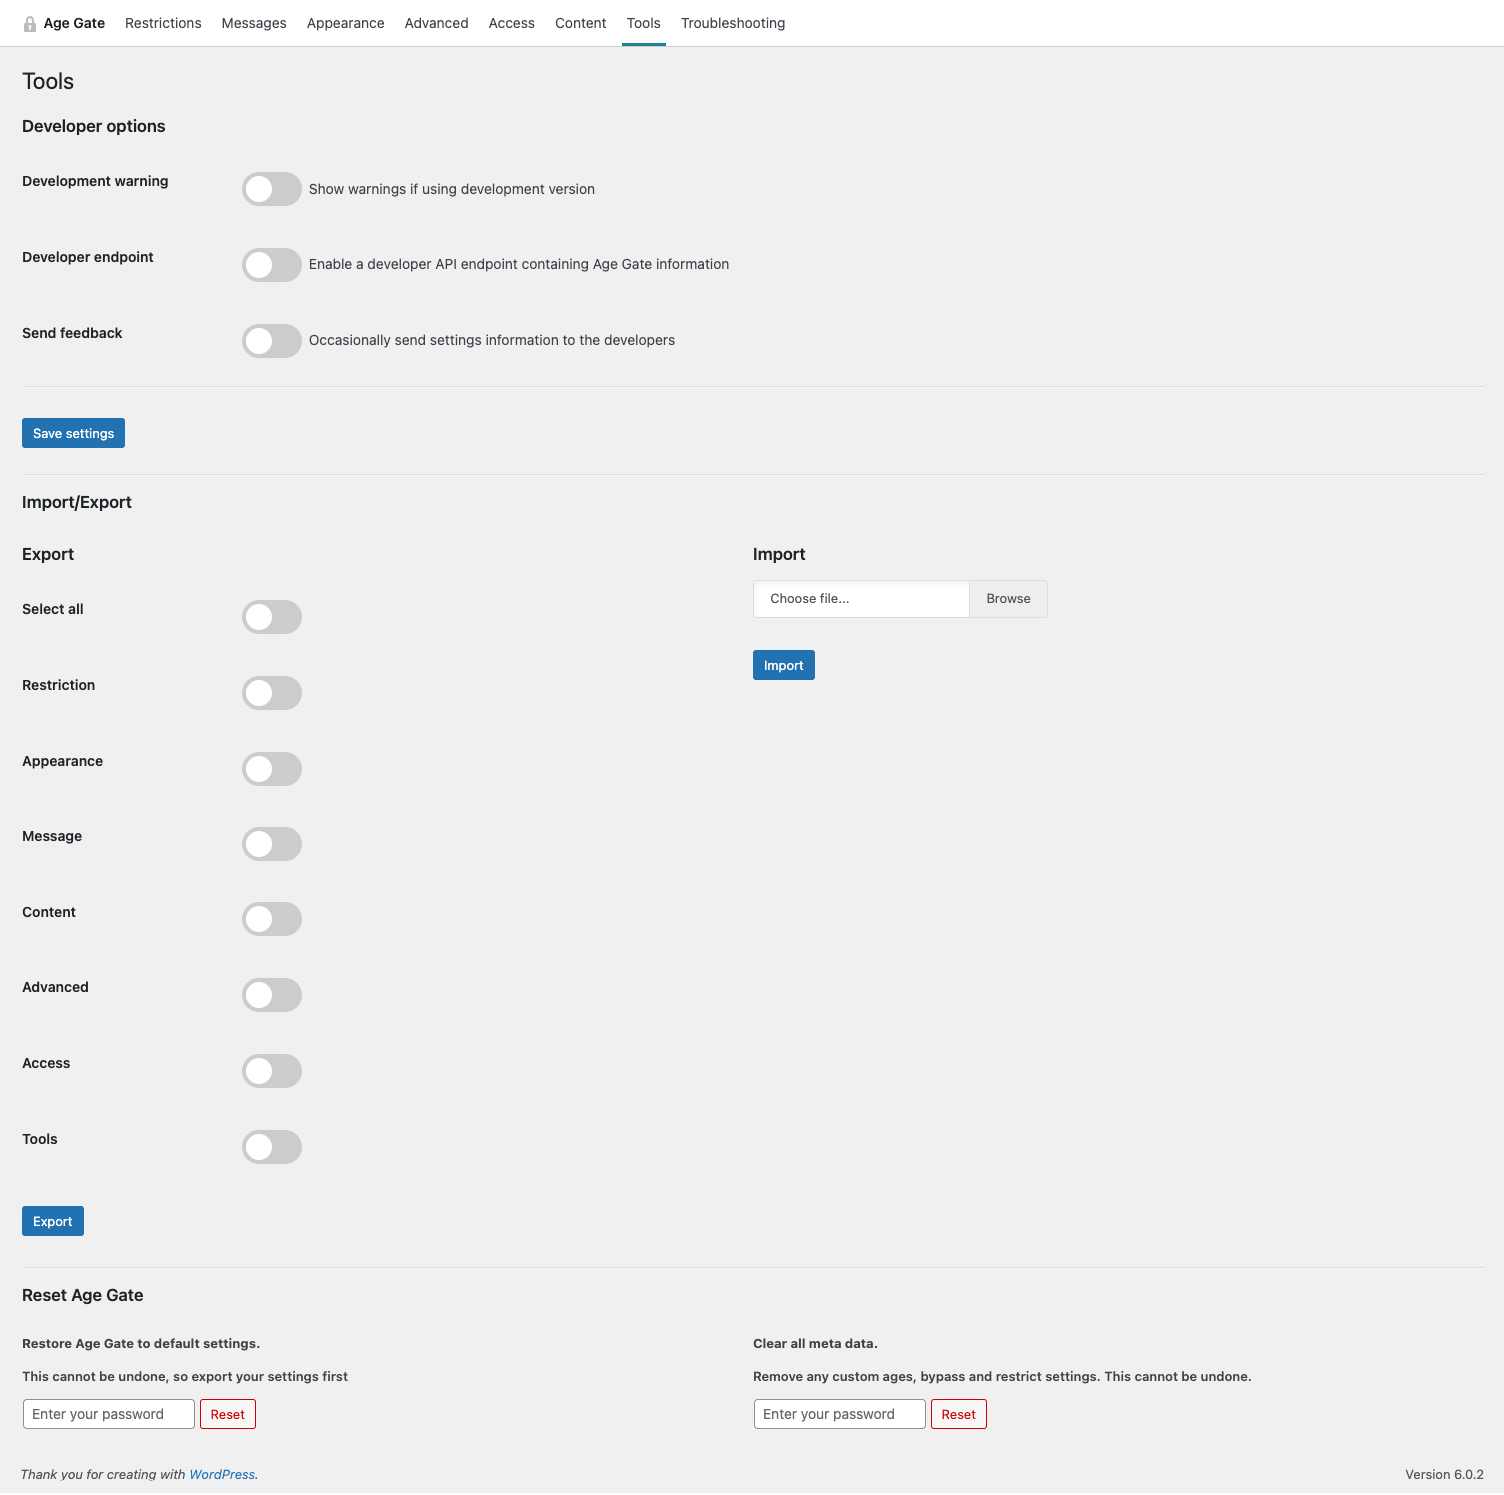 Age Gate Restrictions Messages Appearance Advanced Access Content Tools Troubleshooting
Tools
Developer options
Development warning
Show warnings if using development version
Developer endpoint
Enable a developer API endpoint containing Age Gate information
Send feedback
Occasionally send settings information to the developers
Save settings
Import/Export
Export
Select all
Restriction
Appearance
Message
Content
Advanced
Access
Tools
Export
Import
Choose file... Browse
Import
Reset Age Gate
Restore Age Gate to default settings.
This cannot be undone, so export your settings first
Enter your password Reset
Clear all meta data.
Remove any custom ages, bypass and restrict settings. This cannot be undone.
Enter your password Reset
Thank you for creating with WordPress.
Version 6.0.2